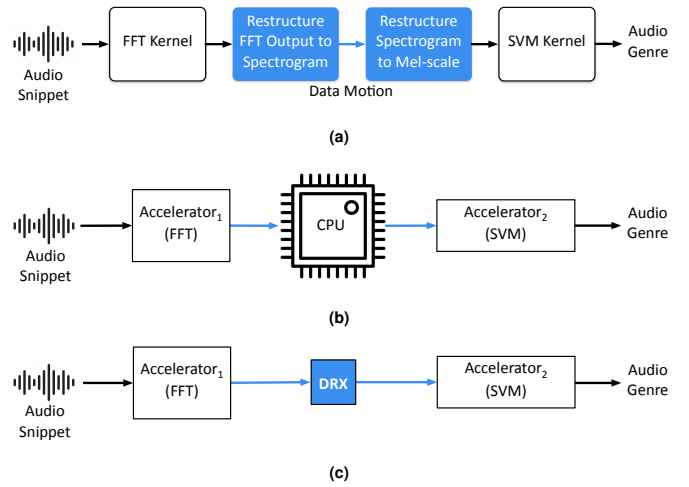 FFT Kernel
Restructure
FFT Output to
Spectrogram
Restructure
Spectrogram
to Mel-scale
SVM Kernel
Audio
Genre
Audio
Snippet
Data Motion
(a)
Accelerator1
(FFT)
CPU
Accelerator2
(SVM)
Audio
Genre
Audio
Snippet
(b)
Accelerator1
(FFT)
DRX
Accelerator2
(SVM)
Audio
Genre
Audio
Snippet
(c)